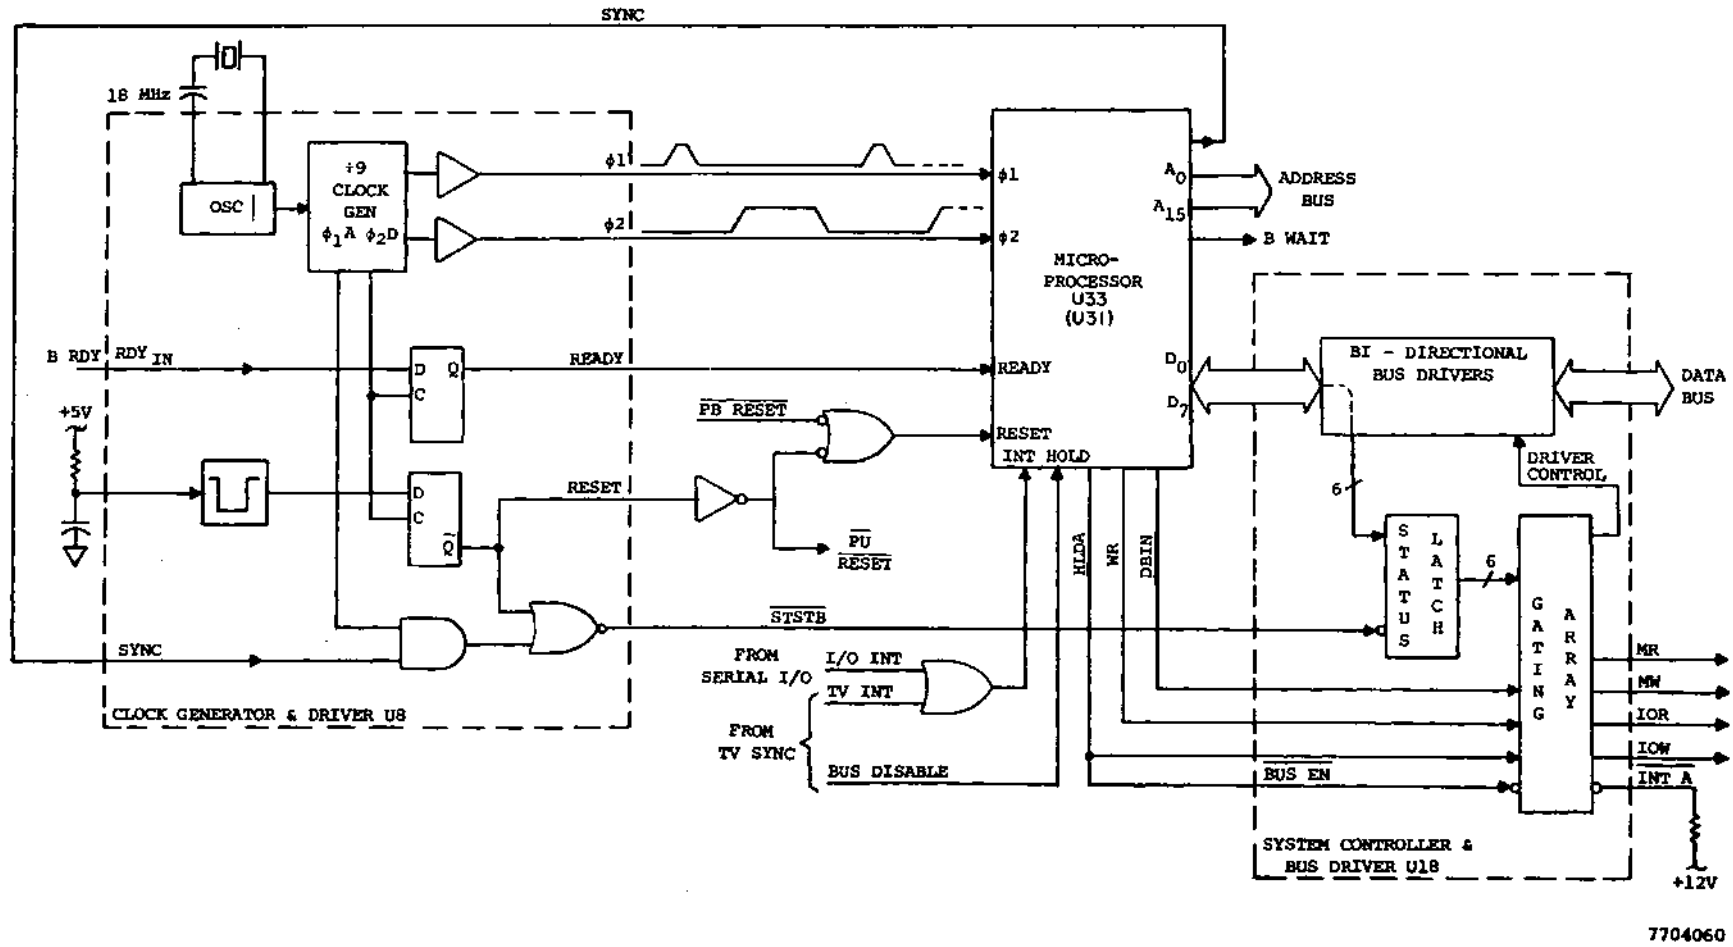 SYNC
18 MHz
÷9
CLOCK
GEN
ϕ1A ϕ2D
OSC
ϕ1
ϕ2
ϕ1
ϕ2
MICRO-
PROCESSOR
U33
(U31)
A0
A15
ADDRESS
BUS
B WAIT
B RDY
RDY IN
D Q
C
READY
READY
D0
D7
BI - DIRECTIONAL
BUS DRIVERS
DATA
BUS
+5V
PB RESET
RESET
INT HOLD
DRIVER
CONTROL
6
D
C
Q
RESET
PU
RESET
HLDA
WR
DBIN
STATUS
LATCH
6
GATING
ARRAY
STSTB
SYNC
FROM
SERIAL I/O
I/O INT
TV INT
FROM
TV SYNC
BUS DISABLE
BUS EN
MR
MW
IOR
IOW
INT A
CLOCK GENERATOR & DRIVER U8
SYSTEM CONTROLLER &
BUS DRIVER U18
+12V
7704060